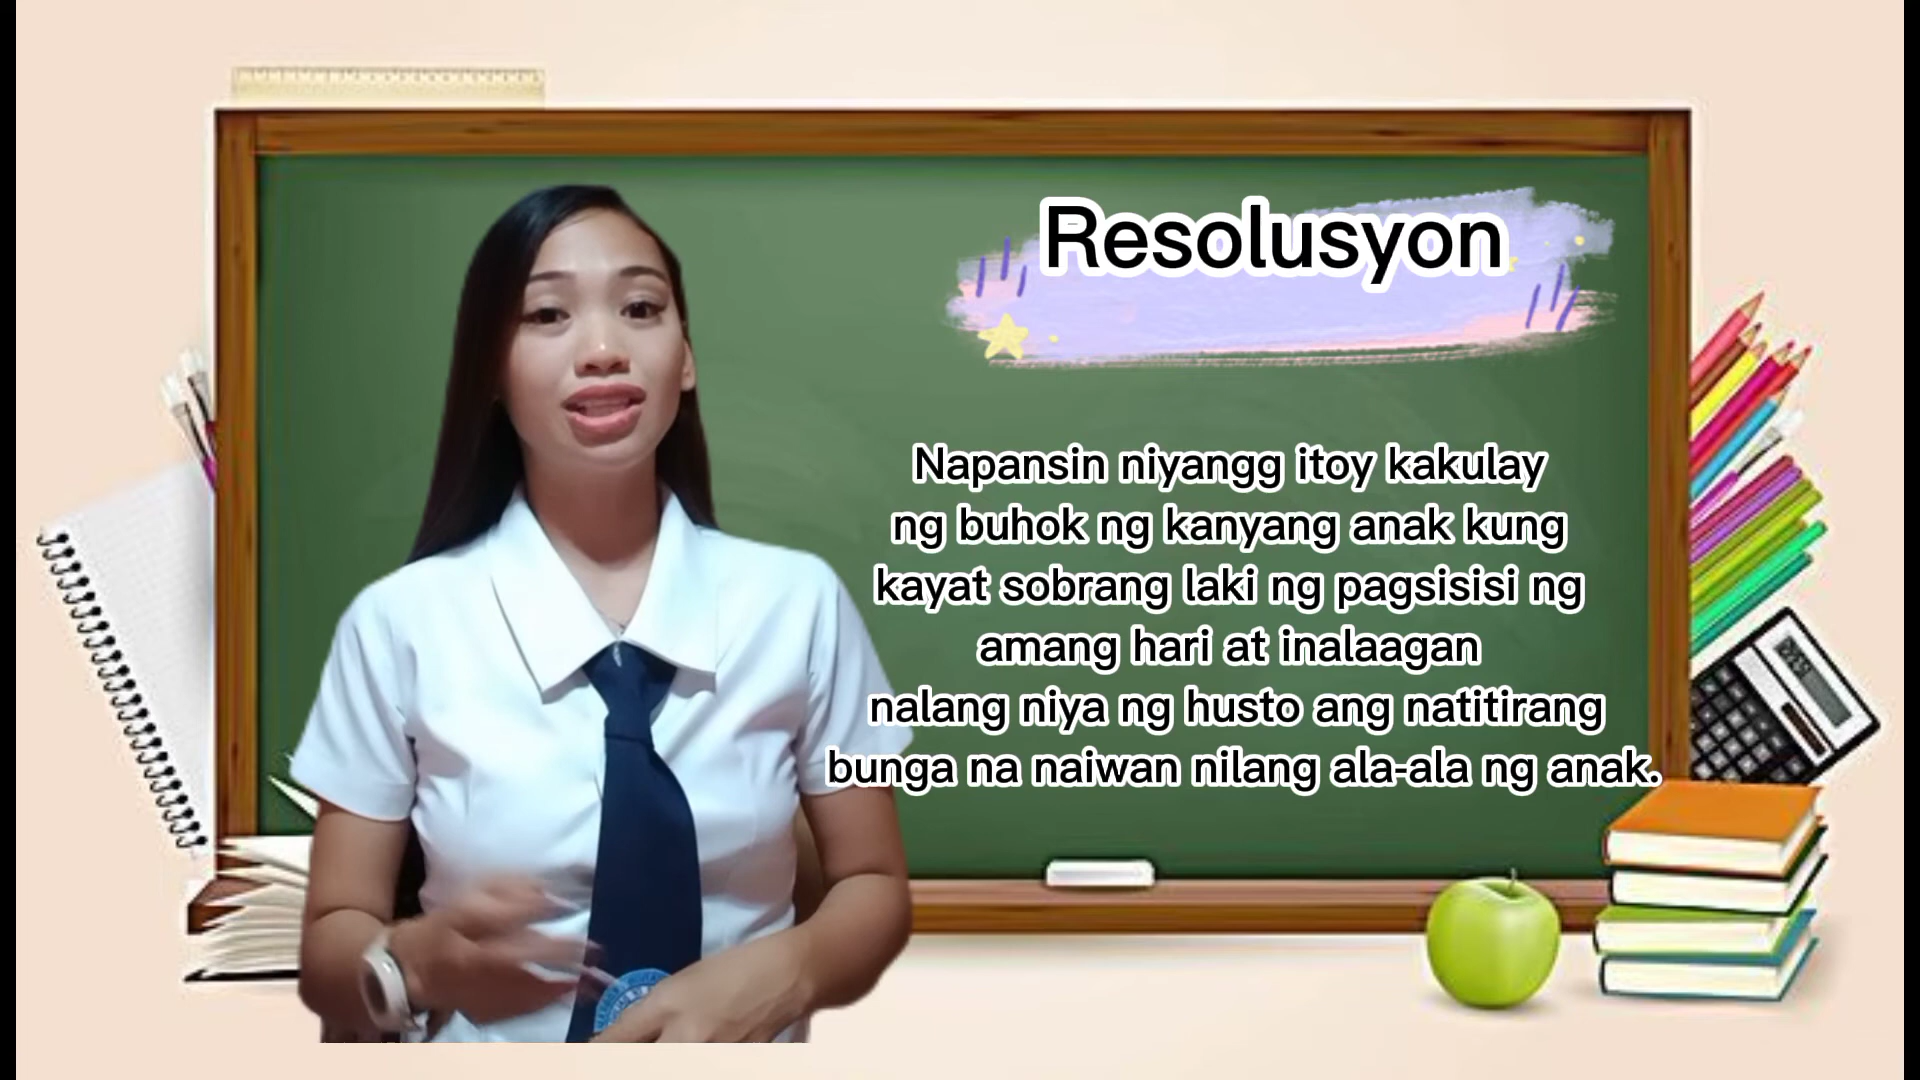 Resolusyon
Napansin niyangg itoy kakulay
ng buhok ng kanyang anak kung
kayat sobrang laki ng pagsisisi ng
amang hari at inalaagan
nalang niya ng husto ang natitirang
bunga na naiwan nilang ala-ala ng anak.